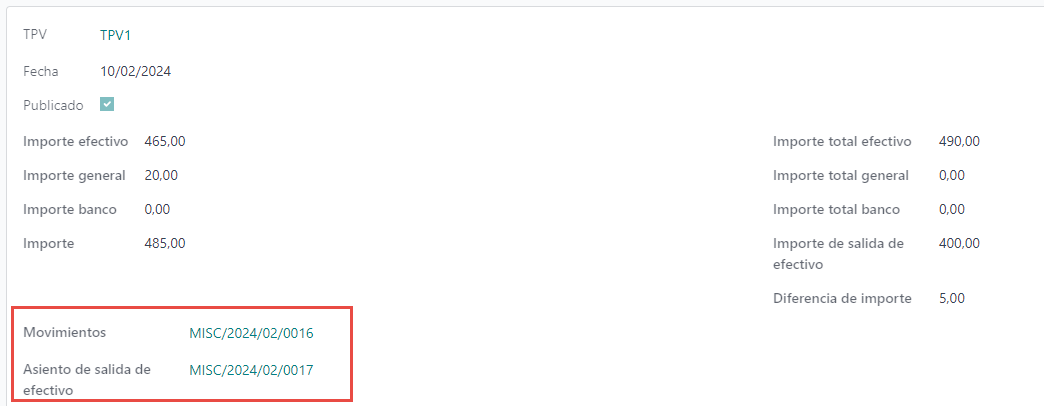 TPV TPV1
Fecha 10/02/2024
Publicado
Importe efectivo 465,00 Importe total efectivo 490,00
Importe general 20,00 Importe total general 0,00
Importe banco 0,00 Importe total banco 0,00
Importe 485,00 Importe de salida de 400,00
efectivo
Diferencia de importe 5,00
Movimientos MISC/2024/02/0016
Asiento de salida de MISC/2024/02/0017
efectivo